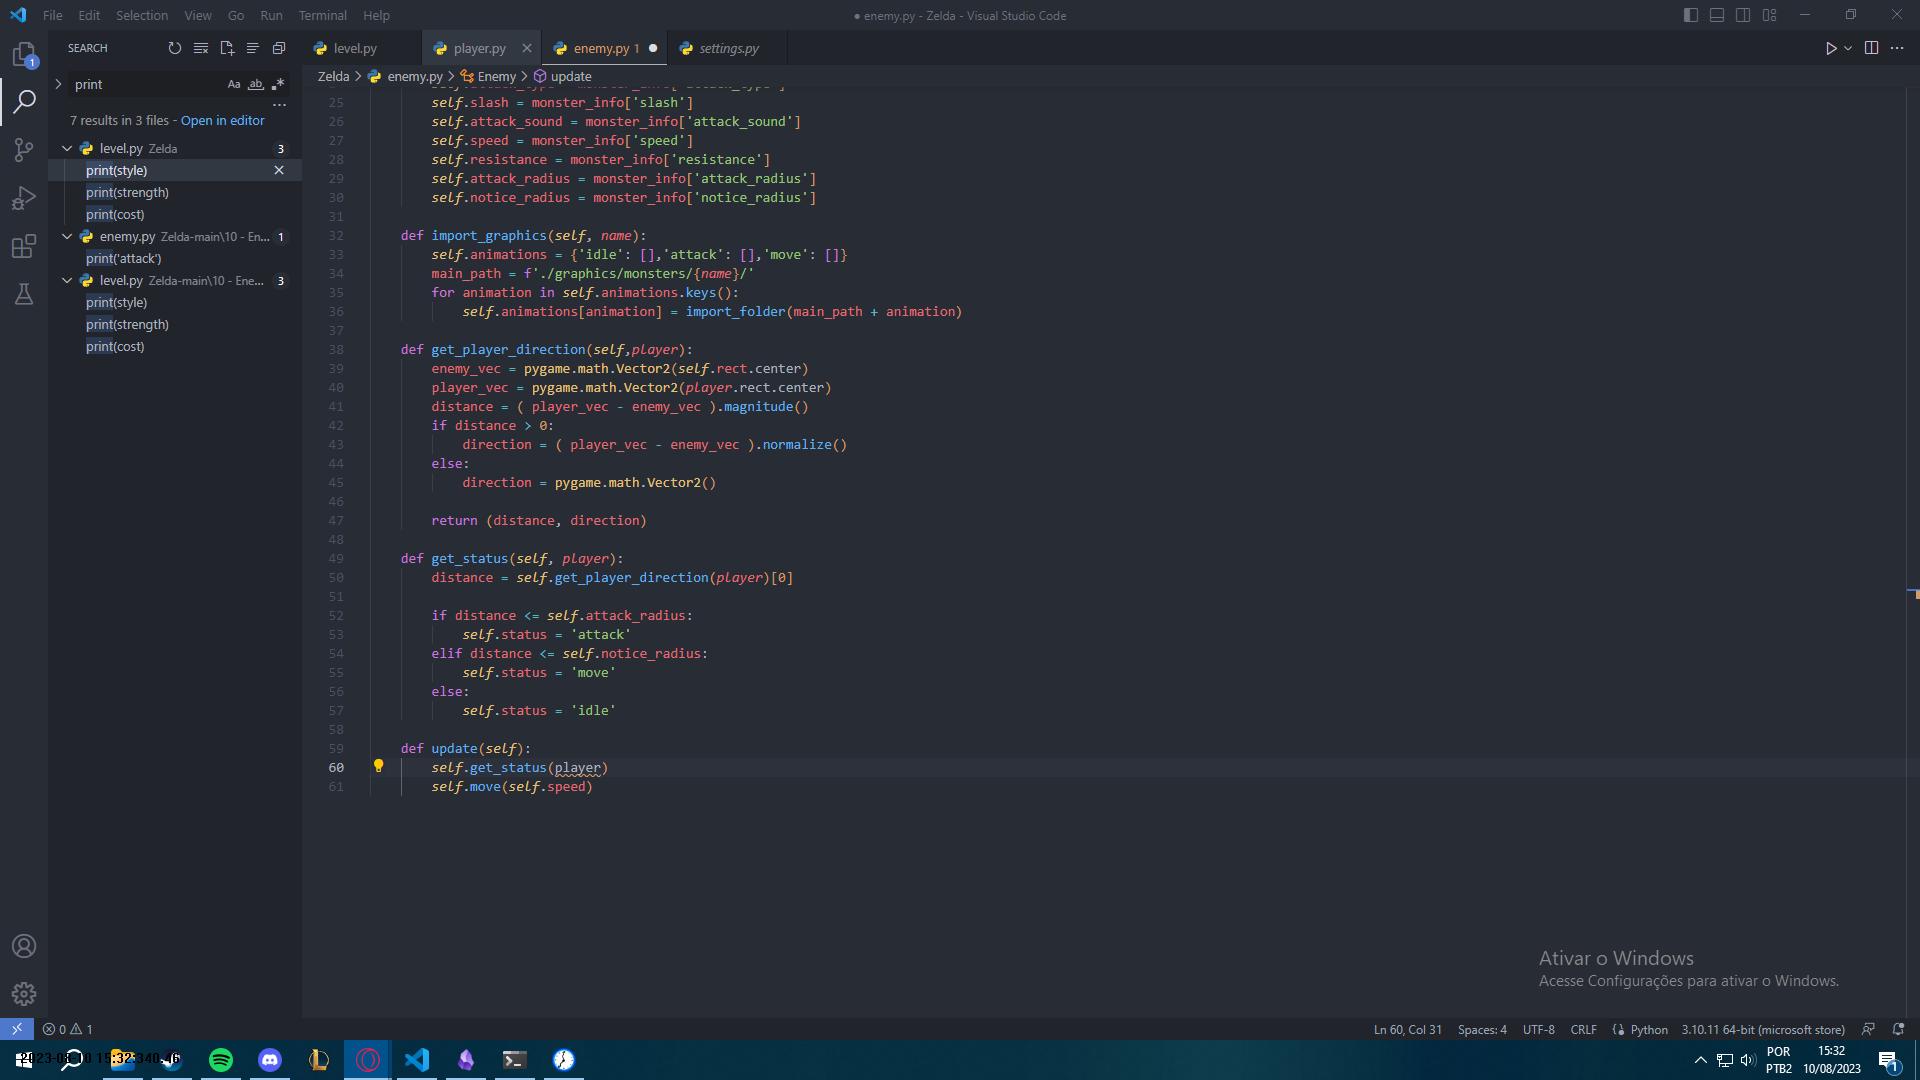 File Edit Selection View Go Run Terminal Help
● enemy.py - Zelda - Visual Studio Code
SEARCH
print
Aa ab .*
7 results in 3 files - Open in editor
level.py Zelda 3
print(style)
print(strength)
print(cost)
enemy.py Zelda-main\10 - En... 1
print('attack')
level.py Zelda-main\10 - Ene... 3
print(style)
print(strength)
print(cost)
level.py player.py enemy.py 1 settings.py
Zelda > enemy.py > Enemy > update
25 self.slash = monster_info['slash']
26 self.attack_sound = monster_info['attack_sound']
27 self.speed = monster_info['speed']
28 self.resistance = monster_info['resistance']
29 self.attack_radius = monster_info['attack_radius']
30 self.notice_radius = monster_info['notice_radius']
31
32 def import_graphics(self, name):
33 self.animations = {'idle': [],'attack': [],'move': []}
34 main_path = f'./graphics/monsters/{name}/'
35 for animation in self.animations.keys():
36 self.animations[animation] = import_folder(main_path + animation)
37
38 def get_player_direction(self,player):
39 enemy_vec = pygame.math.Vector2(self.rect.center)
40 player_vec = pygame.math.Vector2(player.rect.center)
41 distance = ( player_vec - enemy_vec ).magnitude()
42 if distance > 0:
43 direction = ( player_vec - enemy_vec ).normalize()
44 else:
45 direction = pygame.math.Vector2()
46
47 return (distance, direction)
48
49 def get_status(self, player):
50 distance = self.get_player_direction(player)[0]
51
52 if distance <= self.attack_radius:
53 self.status = 'attack'
54 elif distance <= self.notice_radius:
55 self.status = 'move'
56 else:
57 self.status = 'idle'
58
59 def update(self):
60 self.get_status(player)
61 self.move(self.speed)
Ativar o Windows
Acesse Configurações para ativar o Windows.
0 1
Ln 60, Col 31 Spaces: 4 UTF-8 CRLF Python 3.10.11 64-bit (microsoft store)
POR
PTB2
15:32
10/08/2023
1